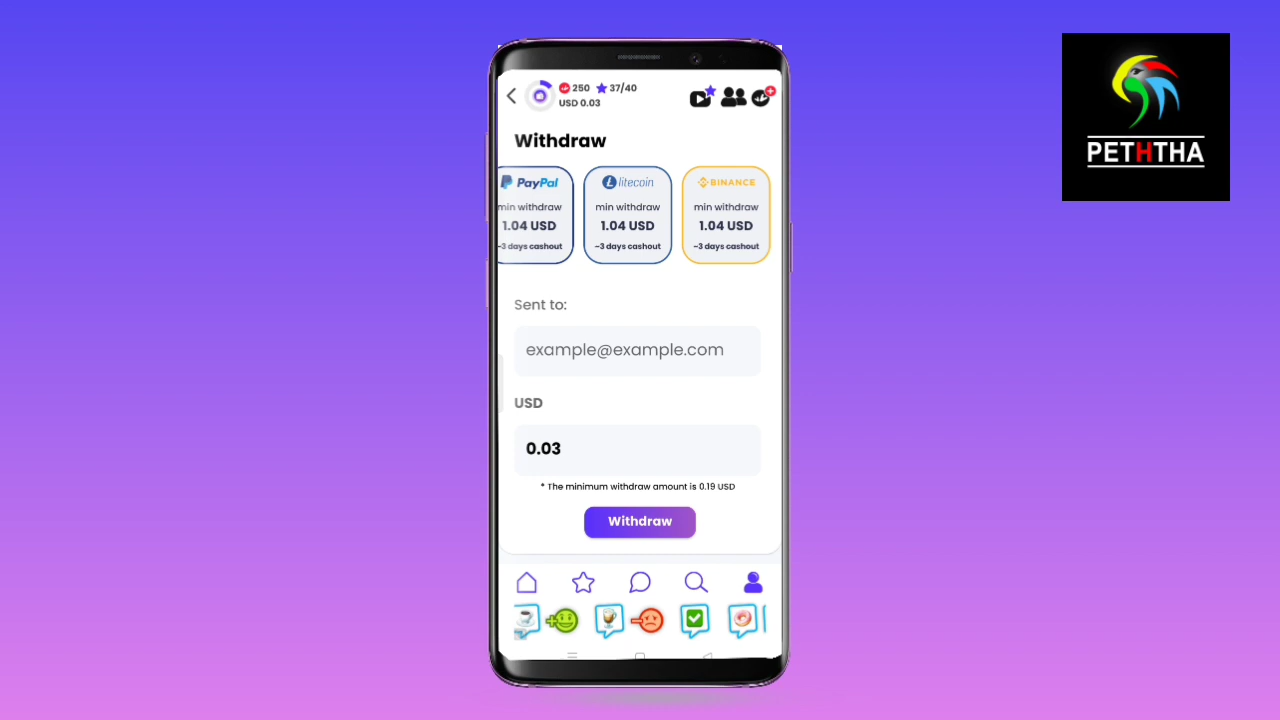 250 37/40
USD 0.03
Withdraw
PayPal
min withdraw
1.04 USD
~3 days cashout
litecoin
min withdraw
1.04 USD
~3 days cashout
BINANCE
min withdraw
1.04 USD
~3 days cashout
Sent to:
example@example.com
USD
0.03
* The minimum withdraw amount is 0.19 USD
Withdraw
PETHTHA